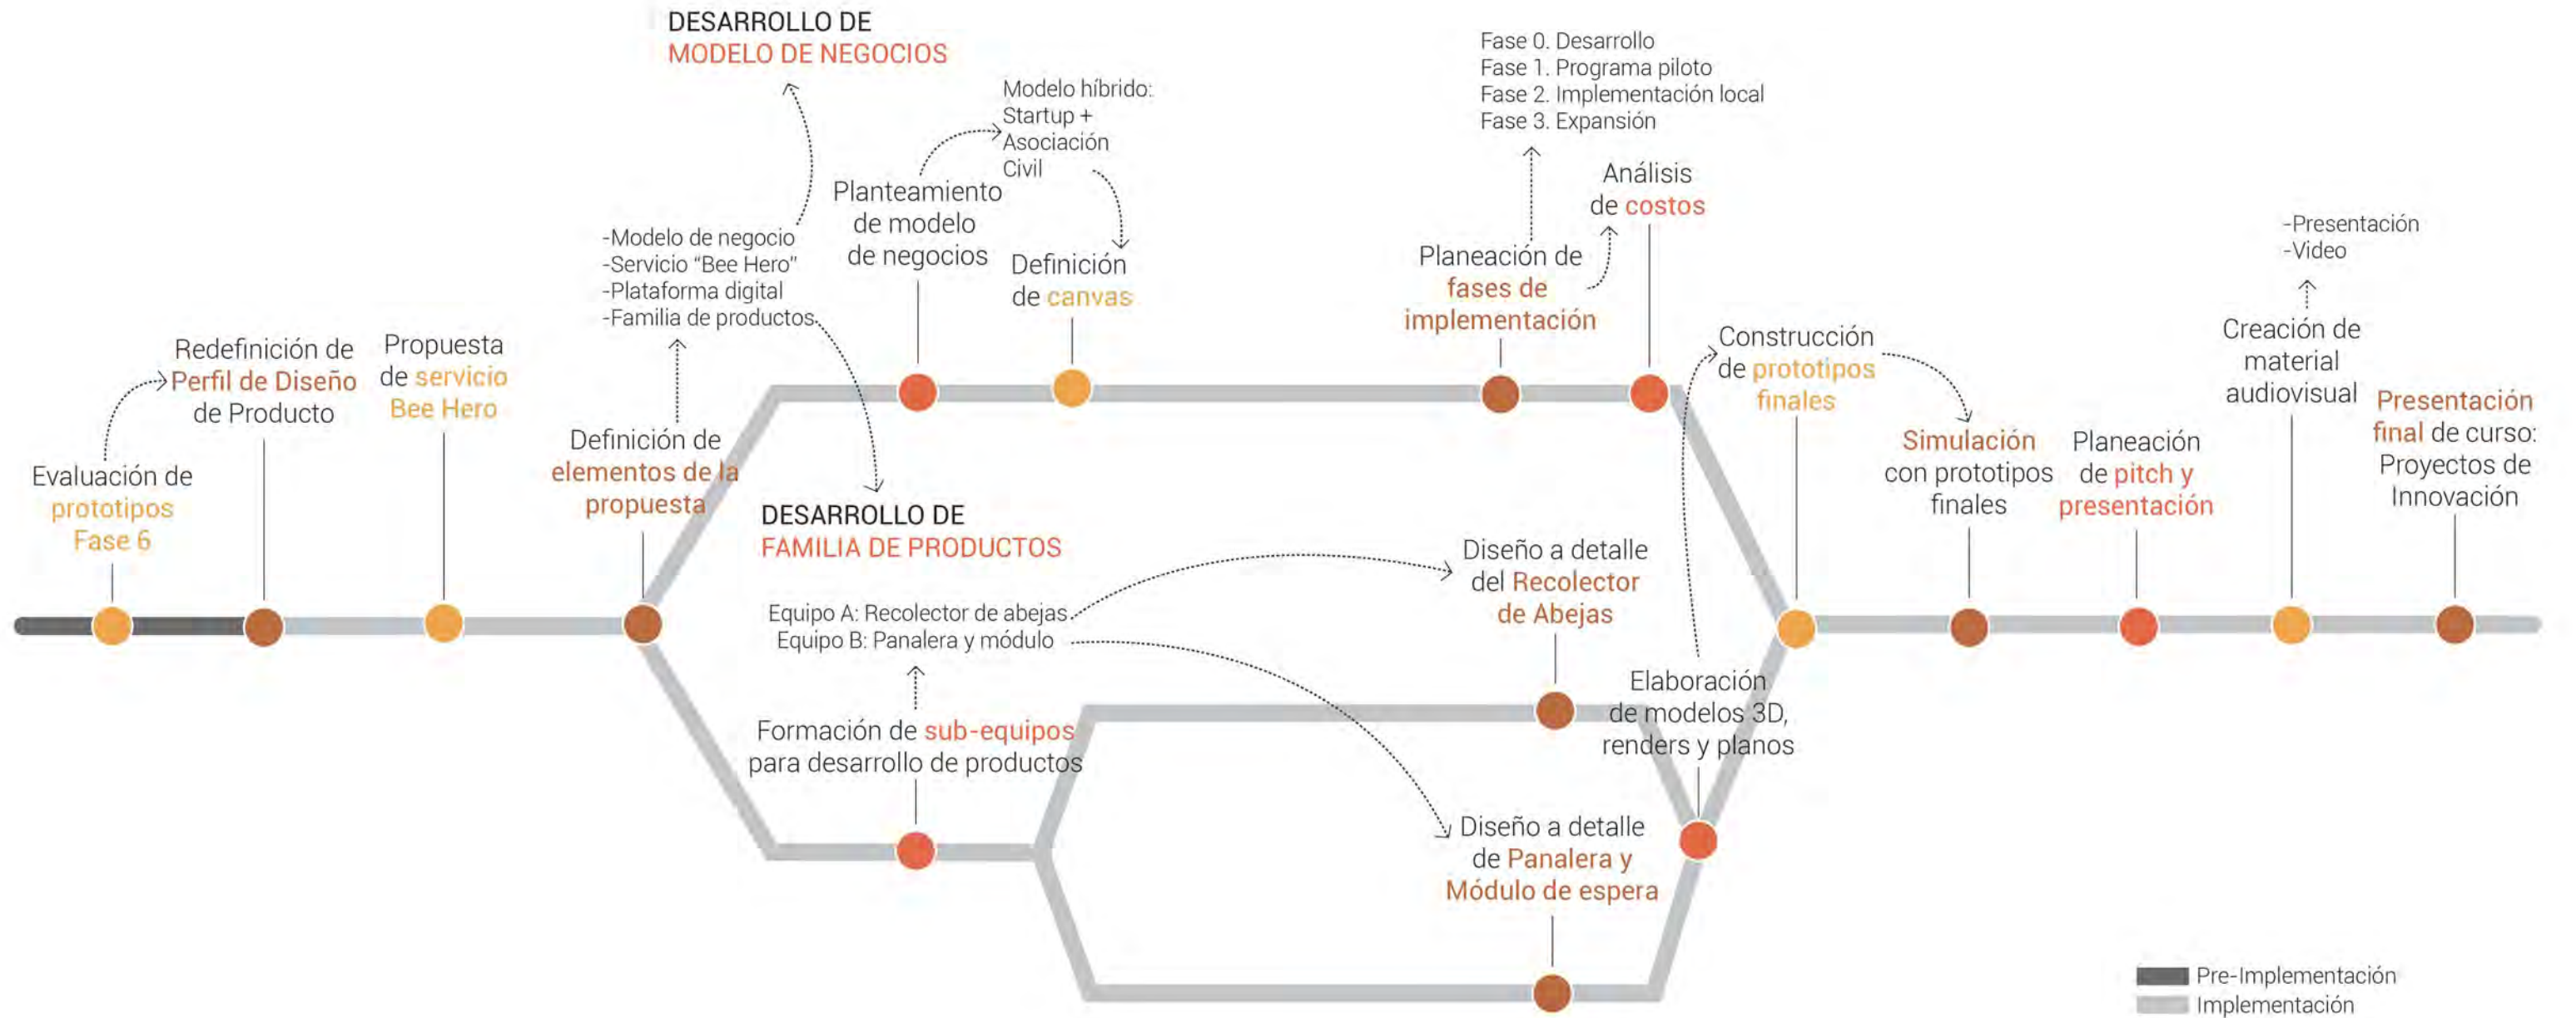 DESARROLLO DE
MODELO DE NEGOCIOS
Evaluación de
prototipos
Fase 6
Redefinición de
Perfil de Diseño
de Producto
Propuesta
de servicio
Bee Hero
Definición de
elementos de la
propuesta
-Modelo de negocio
-Servicio “Bee Hero”
-Plataforma digital
-Familia de productos
Planteamiento
de modelo
de negocios
Modelo híbrido:
Startup +
Asociación
Civil
Definición
de canvas
Fase 0. Desarrollo
Fase 1. Programa piloto
Fase 2. Implementación local
Fase 3. Expansión
Planeación de
fases de
implementación
Análisis
de costos
DESARROLLO DE
FAMILIA DE PRODUCTOS
Equipo A: Recolector de abejas
Equipo B: Panalera y módulo
Formación de sub-equipos
para desarrollo de productos
Diseño a detalle
del Recolector
de Abejas
Diseño a detalle
de Panalera y
Módulo de espera
Elaboración
de modelos 3D,
renders y planos
Construcción
de prototipos
finales
Simulación
con prototipos
finales
Planeación
de pitch y
presentación
-Presentación
-Video
Creación de
material
audiovisual
Presentación
final de curso:
Proyectos de
Innovación
Pre-Implementación
Implementación